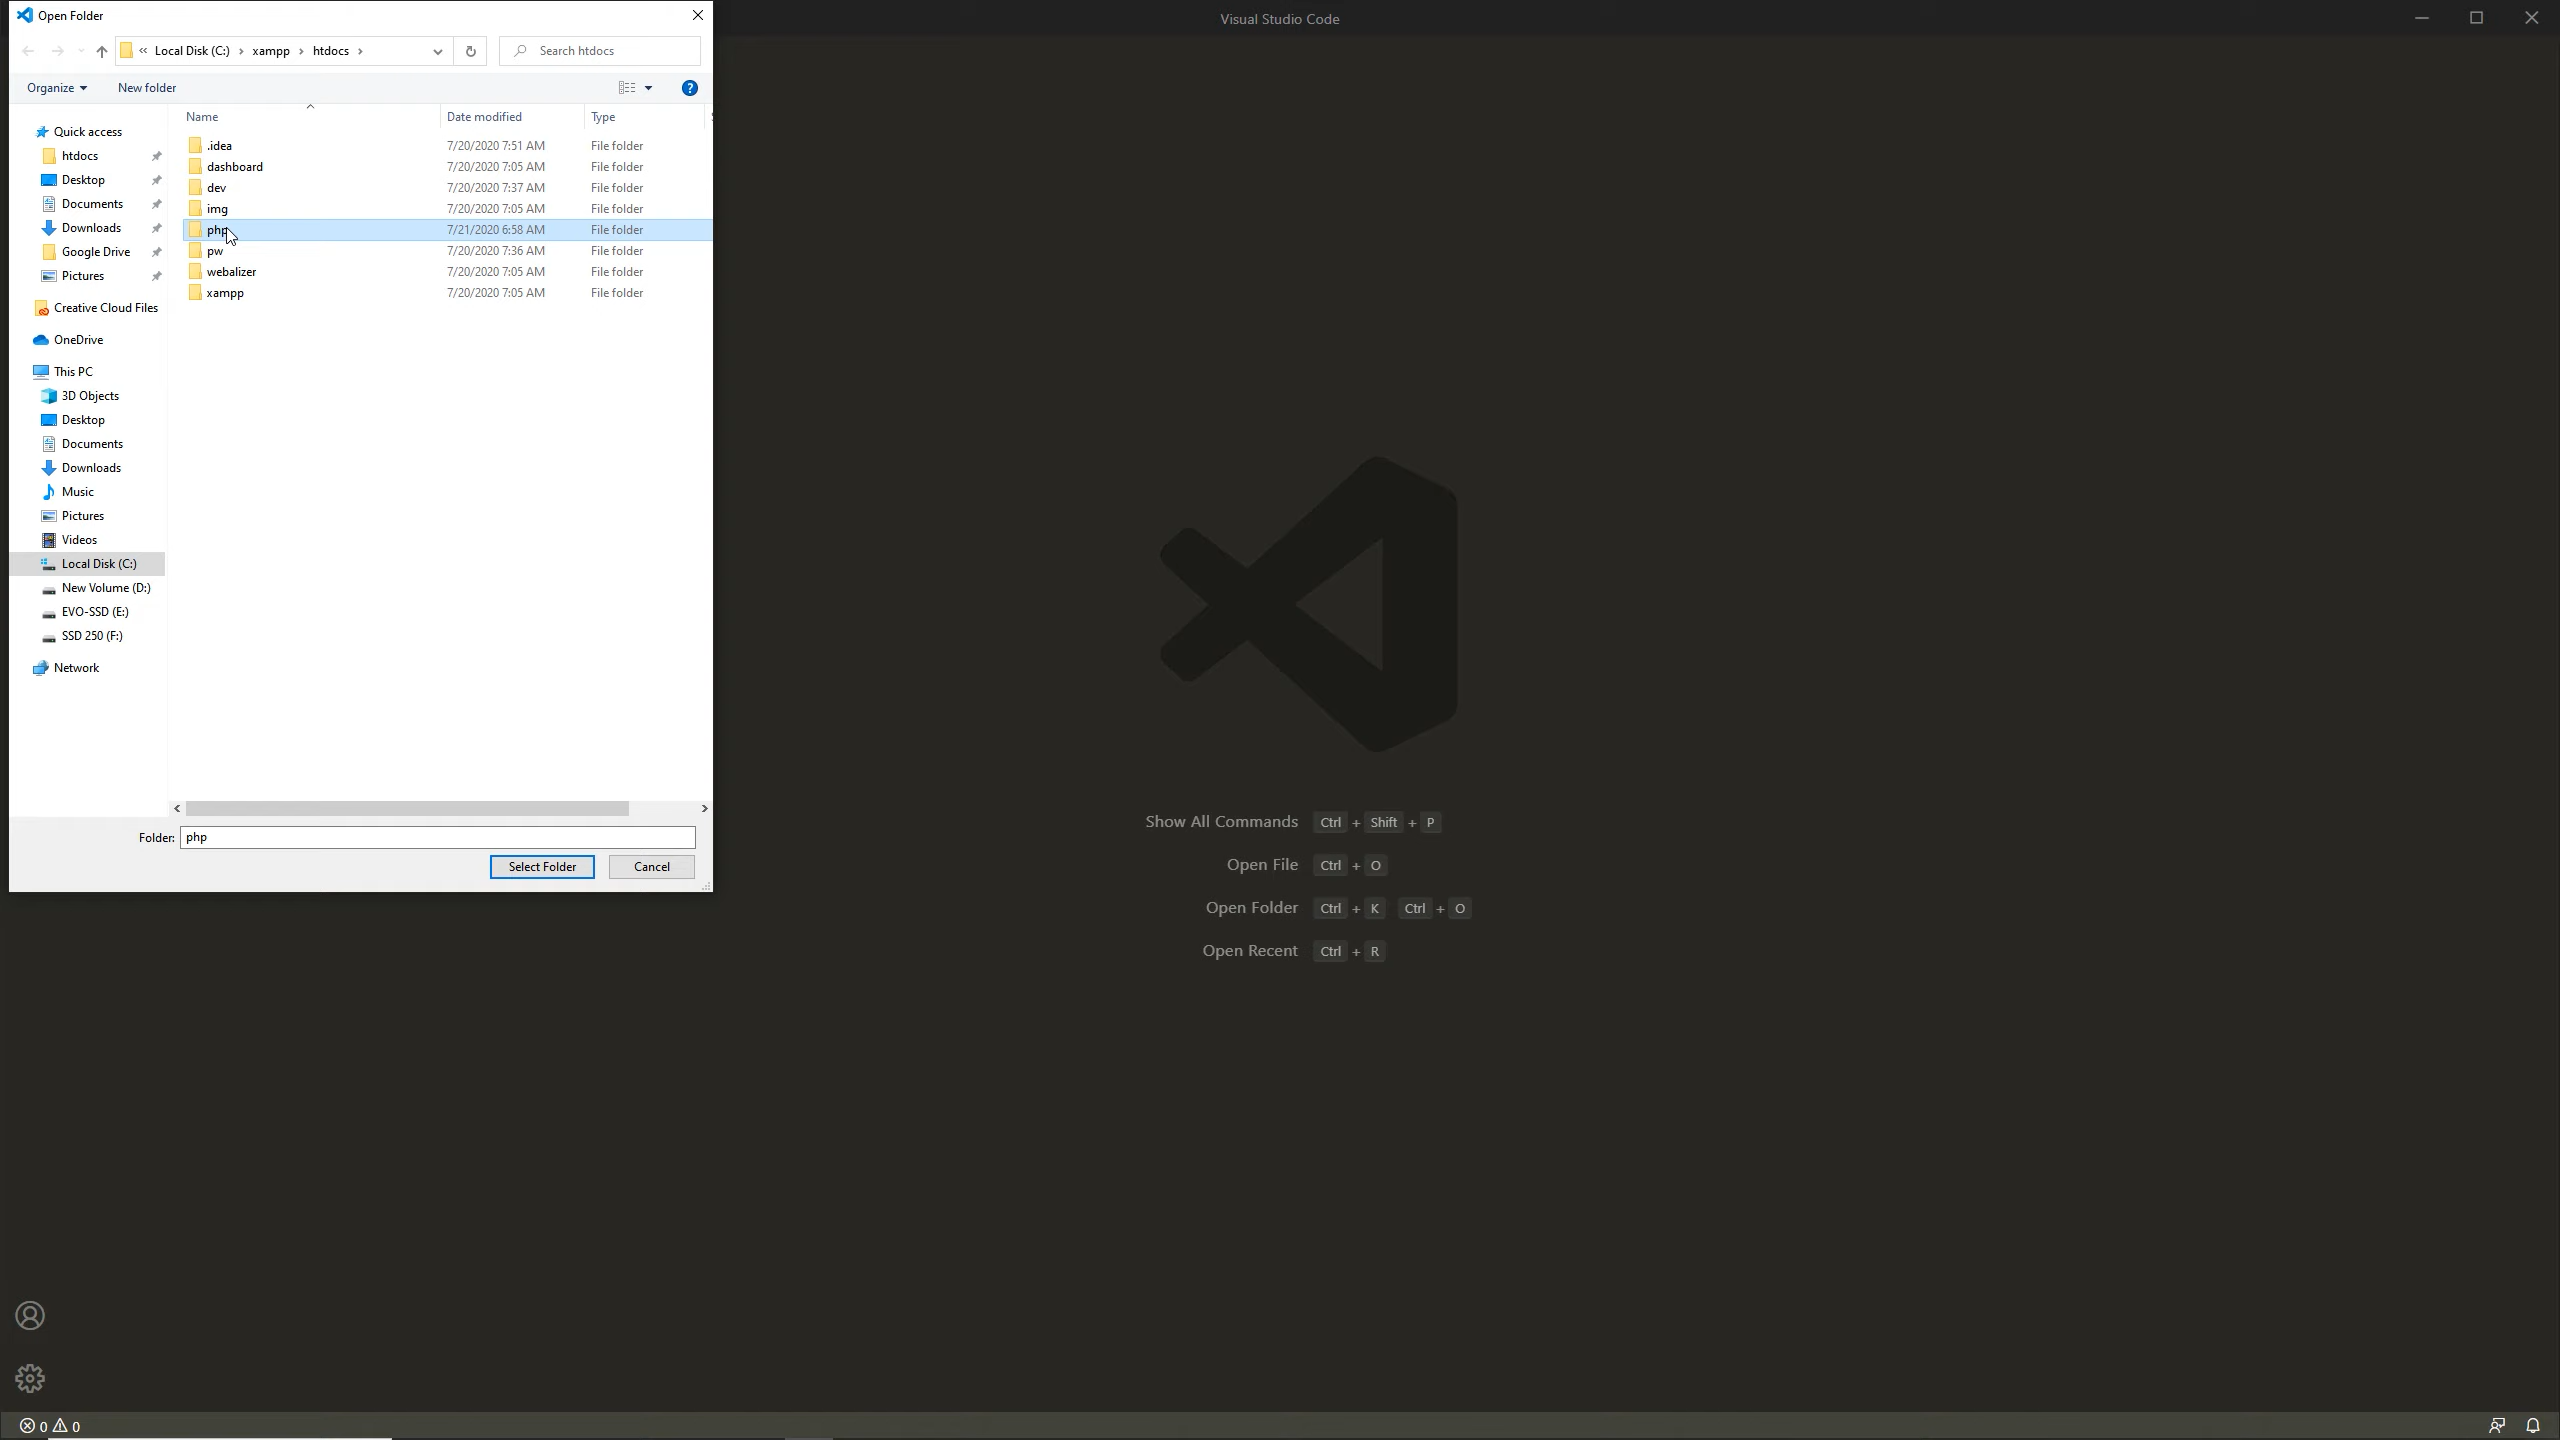 Open Folder
Visual Studio Code
« Local Disk (C:) > xampp > htdocs >
Search htdocs
Organize
New folder
?
Name Date modified Type
Quick access
htdocs
Desktop
Documents
Downloads
Google Drive
Pictures
Creative Cloud Files
OneDrive
This PC
3D Objects
Desktop
Documents
Downloads
Music
Pictures
Videos
Local Disk (C:)
New Volume (D:)
EVO-SSD (E:)
SSD 250 (F:)
Network
.idea 7/20/2020 7:51 AM File folder
dashboard 7/20/2020 7:05 AM File folder
dev 7/20/2020 7:37 AM File folder
img 7/20/2020 7:05 AM File folder
php 7/21/2020 6:58 AM File folder
pw 7/20/2020 7:36 AM File folder
webalizer 7/20/2020 7:05 AM File folder
xampp 7/20/2020 7:05 AM File folder
Folder: php
Select Folder Cancel
Show All Commands Ctrl + Shift + P
Open File Ctrl + O
Open Folder Ctrl + K Ctrl + O
Open Recent Ctrl + R
0 0